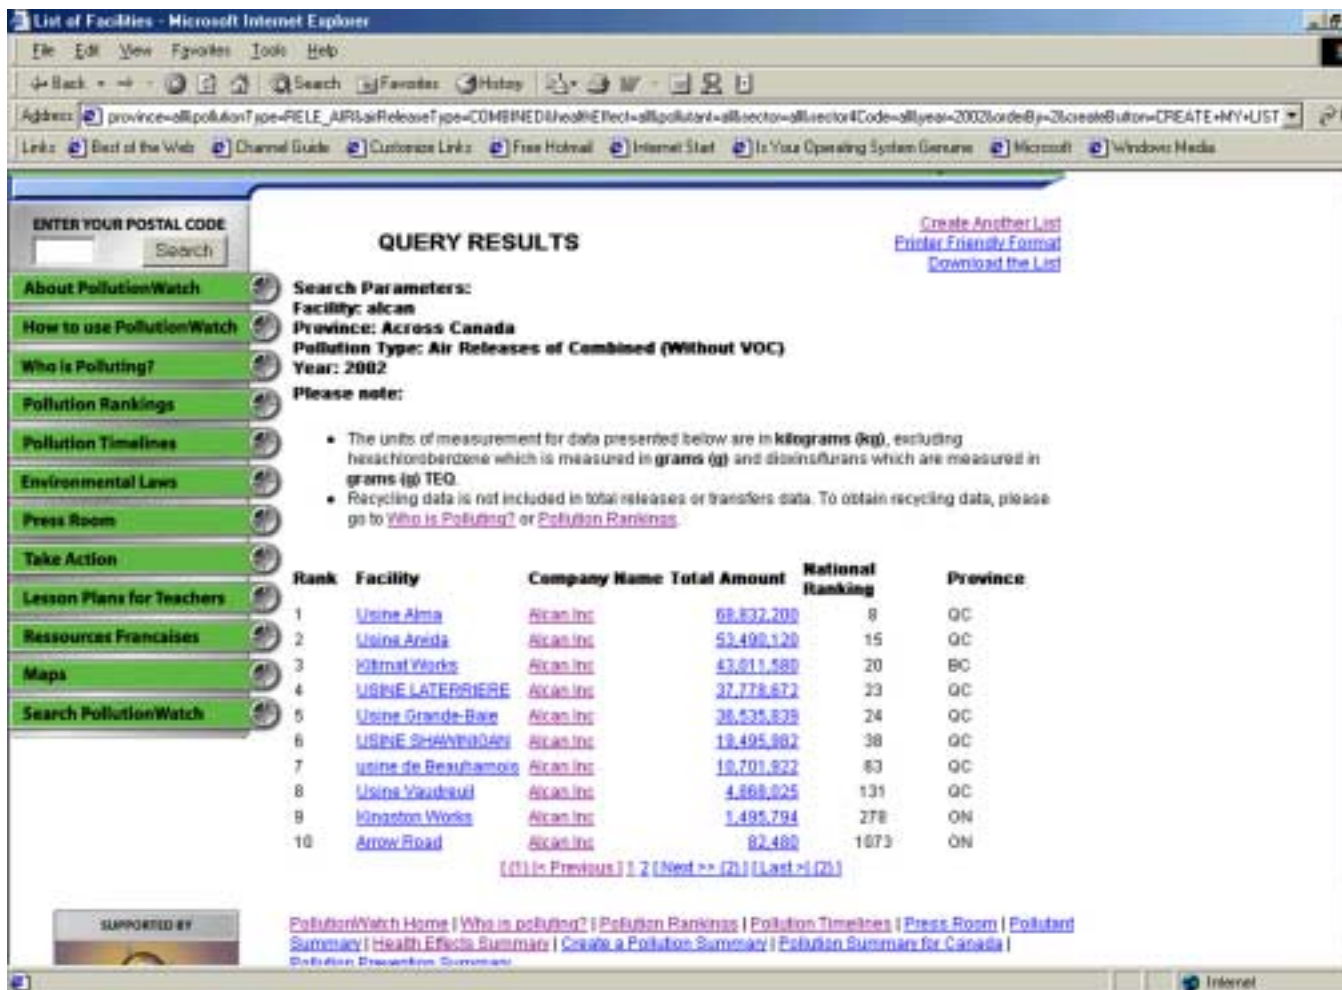 List of Facilities - Microsoft Internet Explorer
File Edit View Favorites Tools Help
Back Search Favorites History
Address province=all&pollutionType=RELE_AIR&airReleaseType=COMBINED&healthEffect=all&pollutant=all&sector=all&sector4Code=all&year=2002&orderBy=2&createButton=CREATE+MY+LIST
Links Best of the Web Channel Guide Customize Links Free Hotmail Internet Start Is Your Operating System Genuine Microsoft Windows Media
ENTER YOUR POSTAL CODE
Search
About PollutionWatch
How to use PollutionWatch
Who is Polluting?
Pollution Rankings
Pollution Timelines
Environmental Laws
Press Room
Take Action
Lesson Plans for Teachers
Ressources Francaises
Maps
Search PollutionWatch
SUPPORTED BY
QUERY RESULTS
Create Another List
Printer Friendly Format
Download the List
Search Parameters:
Facility: alcan
Province: Across Canada
Pollution Type: Air Releases of Combined (Without VOC)
Year: 2002
Please note:
• The units of measurement for data presented below are in kilograms (kg), excluding
hexachlorobenzene which is measured in grams (g) and dioxins/furans which are measured in
grams (g) TEQ.
• Recycling data is not included in total releases or transfers data. To obtain recycling data, please
go to Who is Polluting? or Pollution Rankings.
Rank Facility Company Name Total Amount National Ranking Province
1 Usine Alma Alcan Inc 68,832,200 8 QC
2 Usine Arvida Alcan Inc 53,490,120 15 QC
3 Kitimat Works Alcan Inc 43,011,580 20 BC
4 USINE LATERRIERE Alcan Inc 37,778,672 23 QC
5 Usine Grande-Baie Alcan Inc 36,535,839 24 QC
6 USINE SHAWINIGAN Alcan Inc 19,495,982 38 QC
7 usine de Beauharnois Alcan Inc 10,701,922 63 QC
8 Usine Vaudreuil Alcan Inc 4,868,025 131 QC
9 Kingston Works Alcan Inc 1,495,794 278 ON
10 Arrow Road Alcan Inc 82,480 1073 ON
[ (1) |< Previous ] 1 2 [ Next >> (2) ] [ Last >| (2) ]
PollutionWatch Home | Who is polluting? | Pollution Rankings | Pollution Timelines | Press Room | Pollutant
Summary | Health Effects Summary | Create a Pollution Summary | Pollution Summary for Canada |
Pollution Prevention Summary
Internet